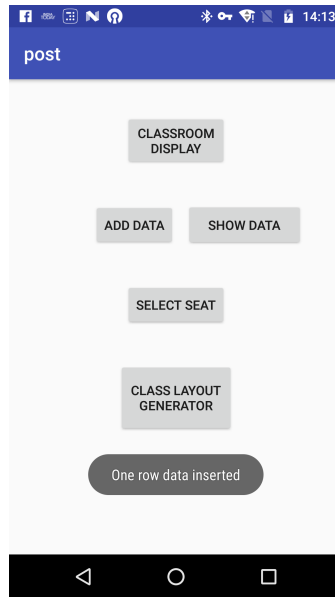 14:13
post
CLASSROOM
DISPLAY
ADD DATA
SHOW DATA
SELECT SEAT
CLASS LAYOUT
GENERATOR
One row data inserted